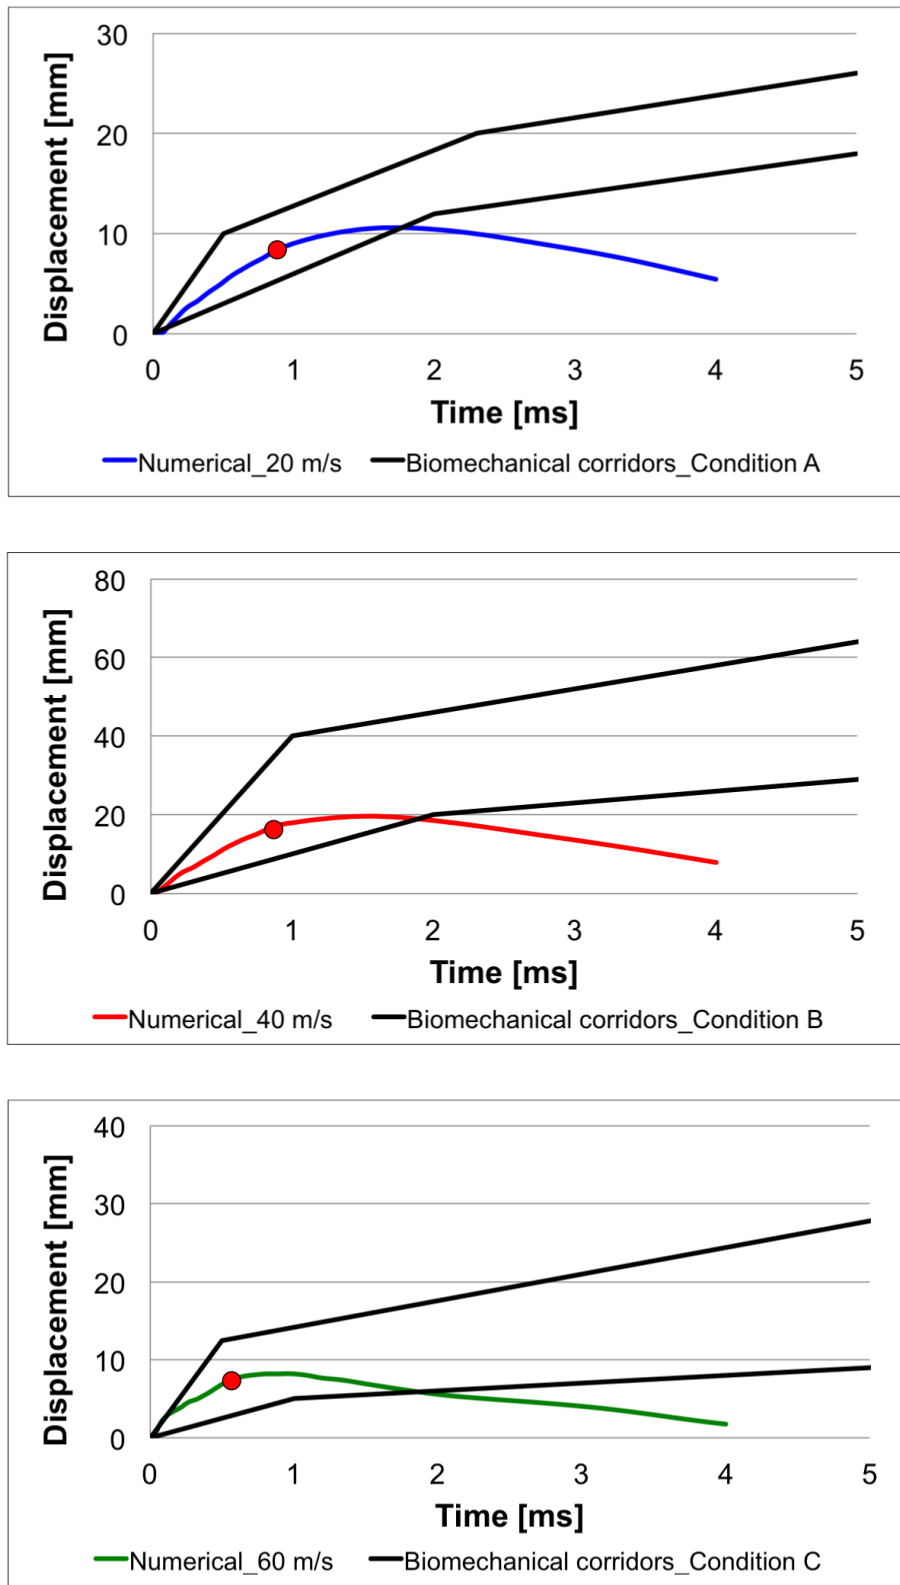 30
20
10
0
0 1 2 3 4 5
Displacement [mm]
Time [ms]
Numerical_20 m/s Biomechanical corridors_Condition A
80
60
40
20
0
0 1 2 3 4 5
Displacement [mm]
Time [ms]
Numerical_40 m/s Biomechanical corridors_Condition B
40
30
20
10
0
0 1 2 3 4 5
Displacement [mm]
Time [ms]
Numerical_60 m/s Biomechanical corridors_Condition C